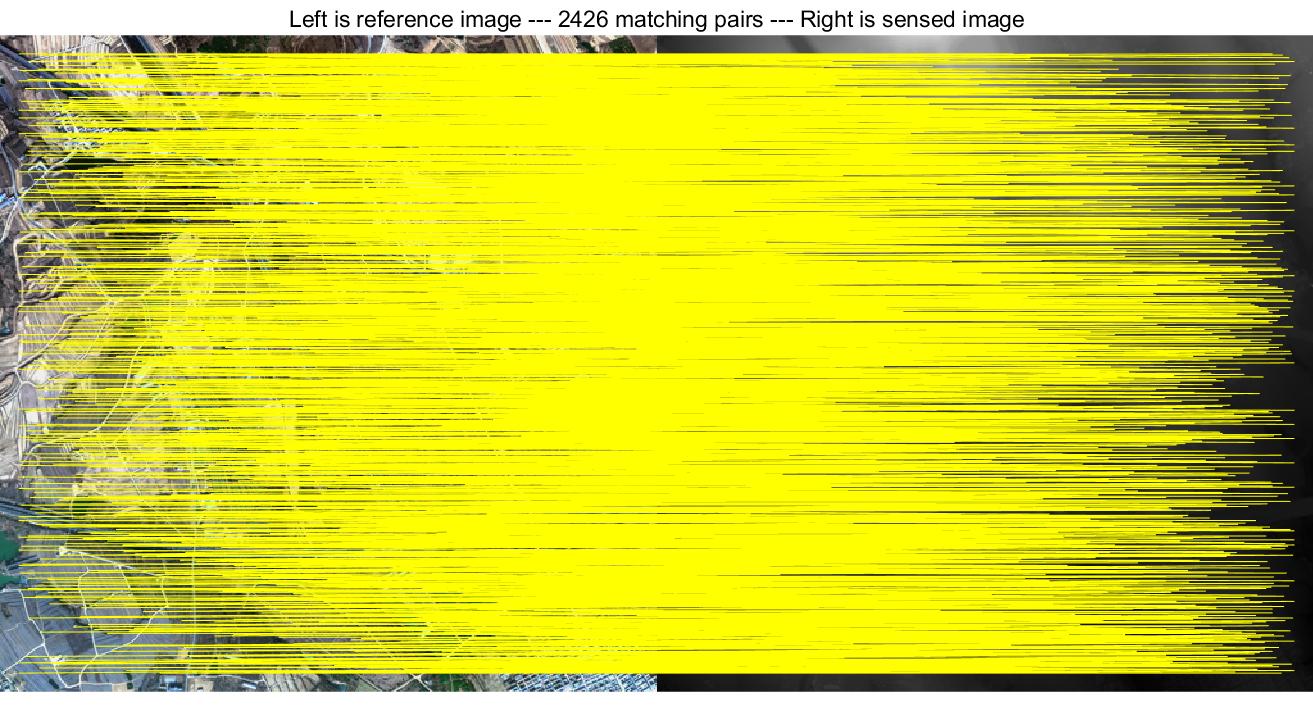 Left is reference image --- 2426 matching pairs --- Right is sensed image